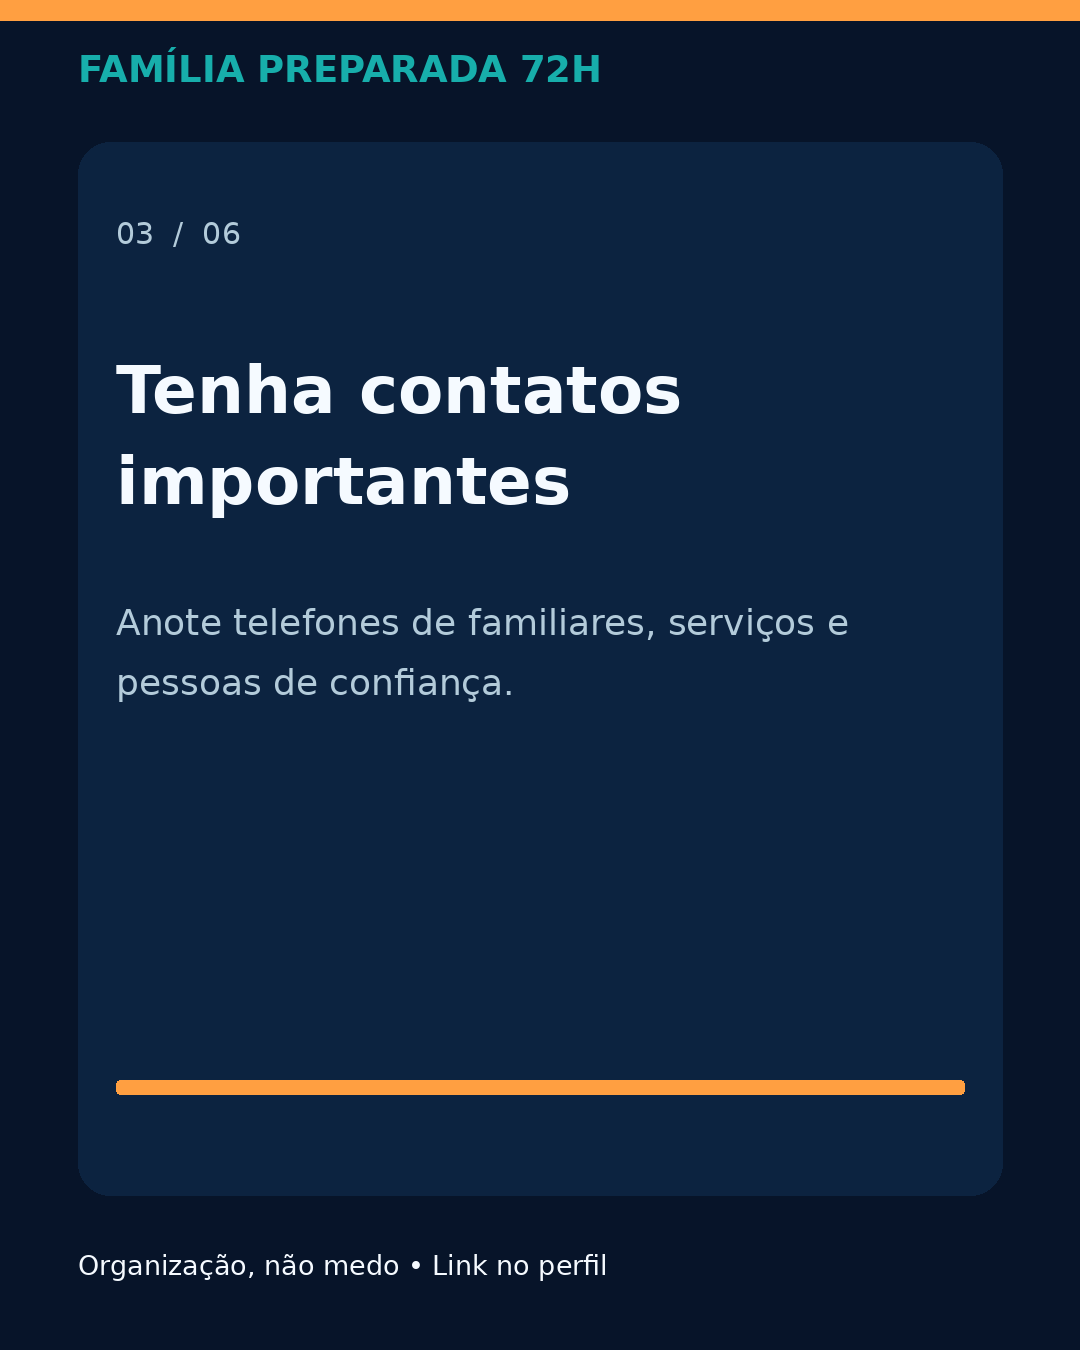 FAMÍLIA PREPARADA 72H
03 / 06
Tenha contatos
importantes
Anote telefones de familiares, serviços e
pessoas de confiança.
Organização, não medo • Link no perfil